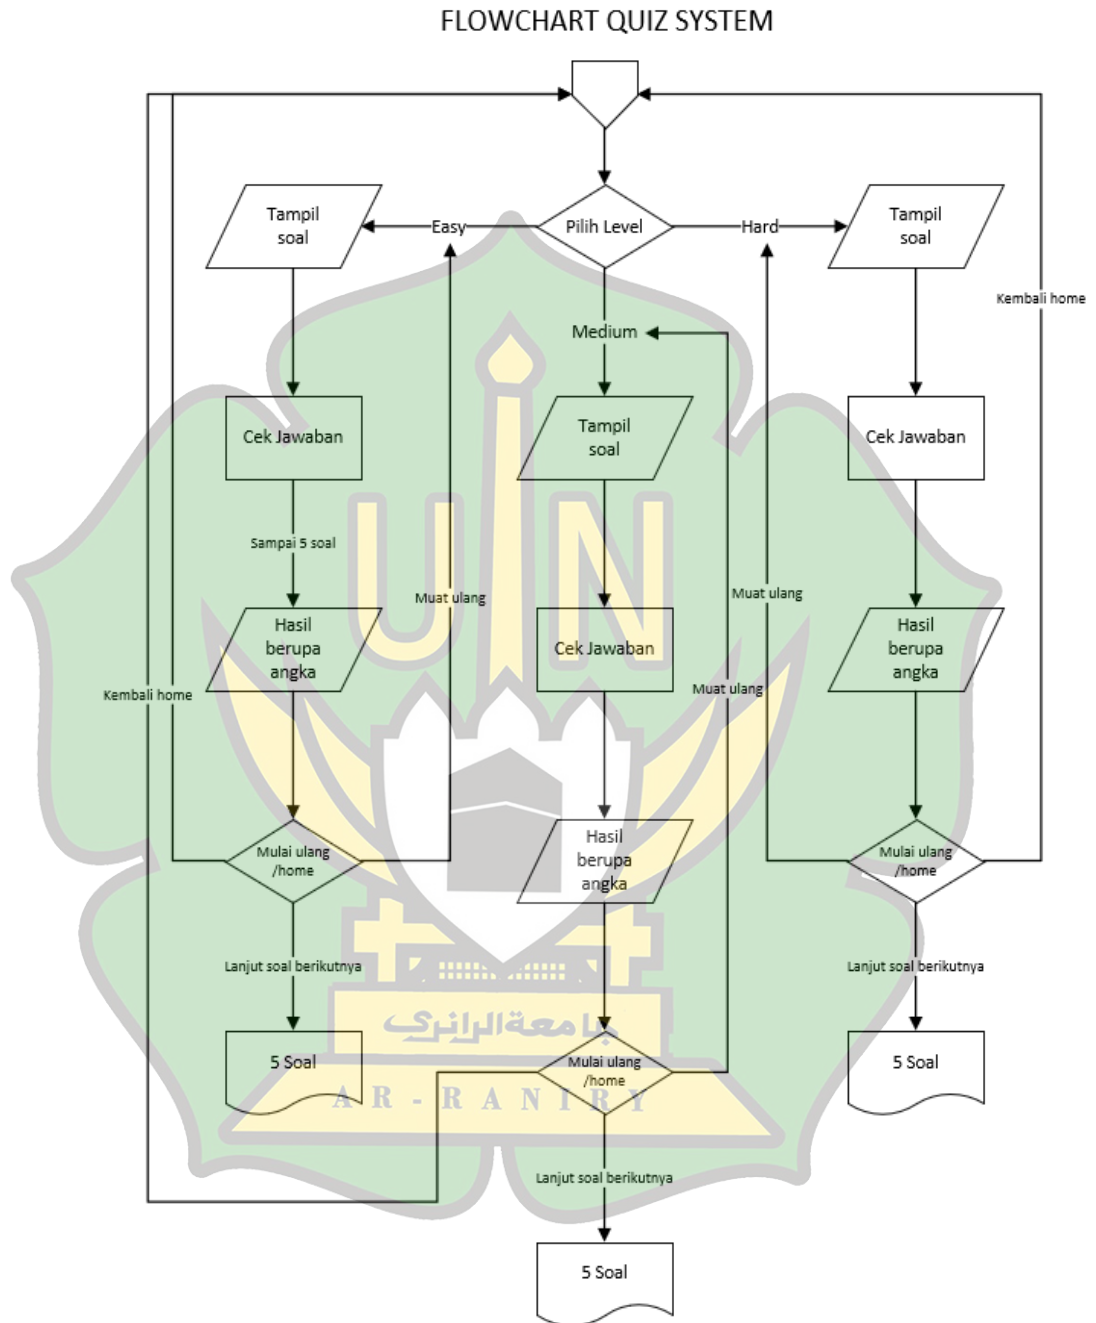 FLOWCHART QUIZ SYSTEM
Tampil
soal
Easy
Pilih Level
Hard
Tampil
soal
Kembali home
Medium
Cek Jawaban
Tampil
soal
Cek Jawaban
UIN
Sampai 5 soal
Muat ulang
Muat ulang
Hasil
berupa
angka
Cek Jawaban
Hasil
berupa
angka
Kembali home
Muat ulang
Mulai ulang
/home
Hasil
berupa
angka
Mulai ulang
/home
Lanjut soal berikutnya
Lanjut soal berikutnya
جامعةالرانري
5 Soal
Mulai ulang
/home
5 Soal
AR-RANIRY
Lanjut soal berikutnya
5 Soal